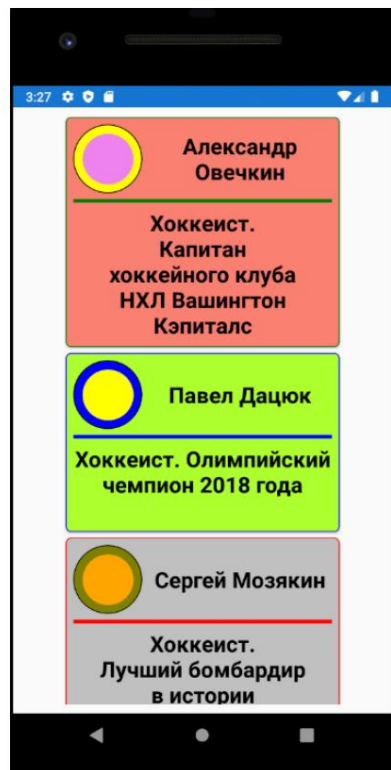 3:27
Александр
Овечкин
Хоккеист.
Капитан
хоккейного клуба
НХЛ Вашингтон
Кэпиталс
Павел Дацюк
Хоккеист. Олимпийский
чемпион 2018 года
Сергей Мозякин
Хоккеист.
Лучший бомбардир
в истории